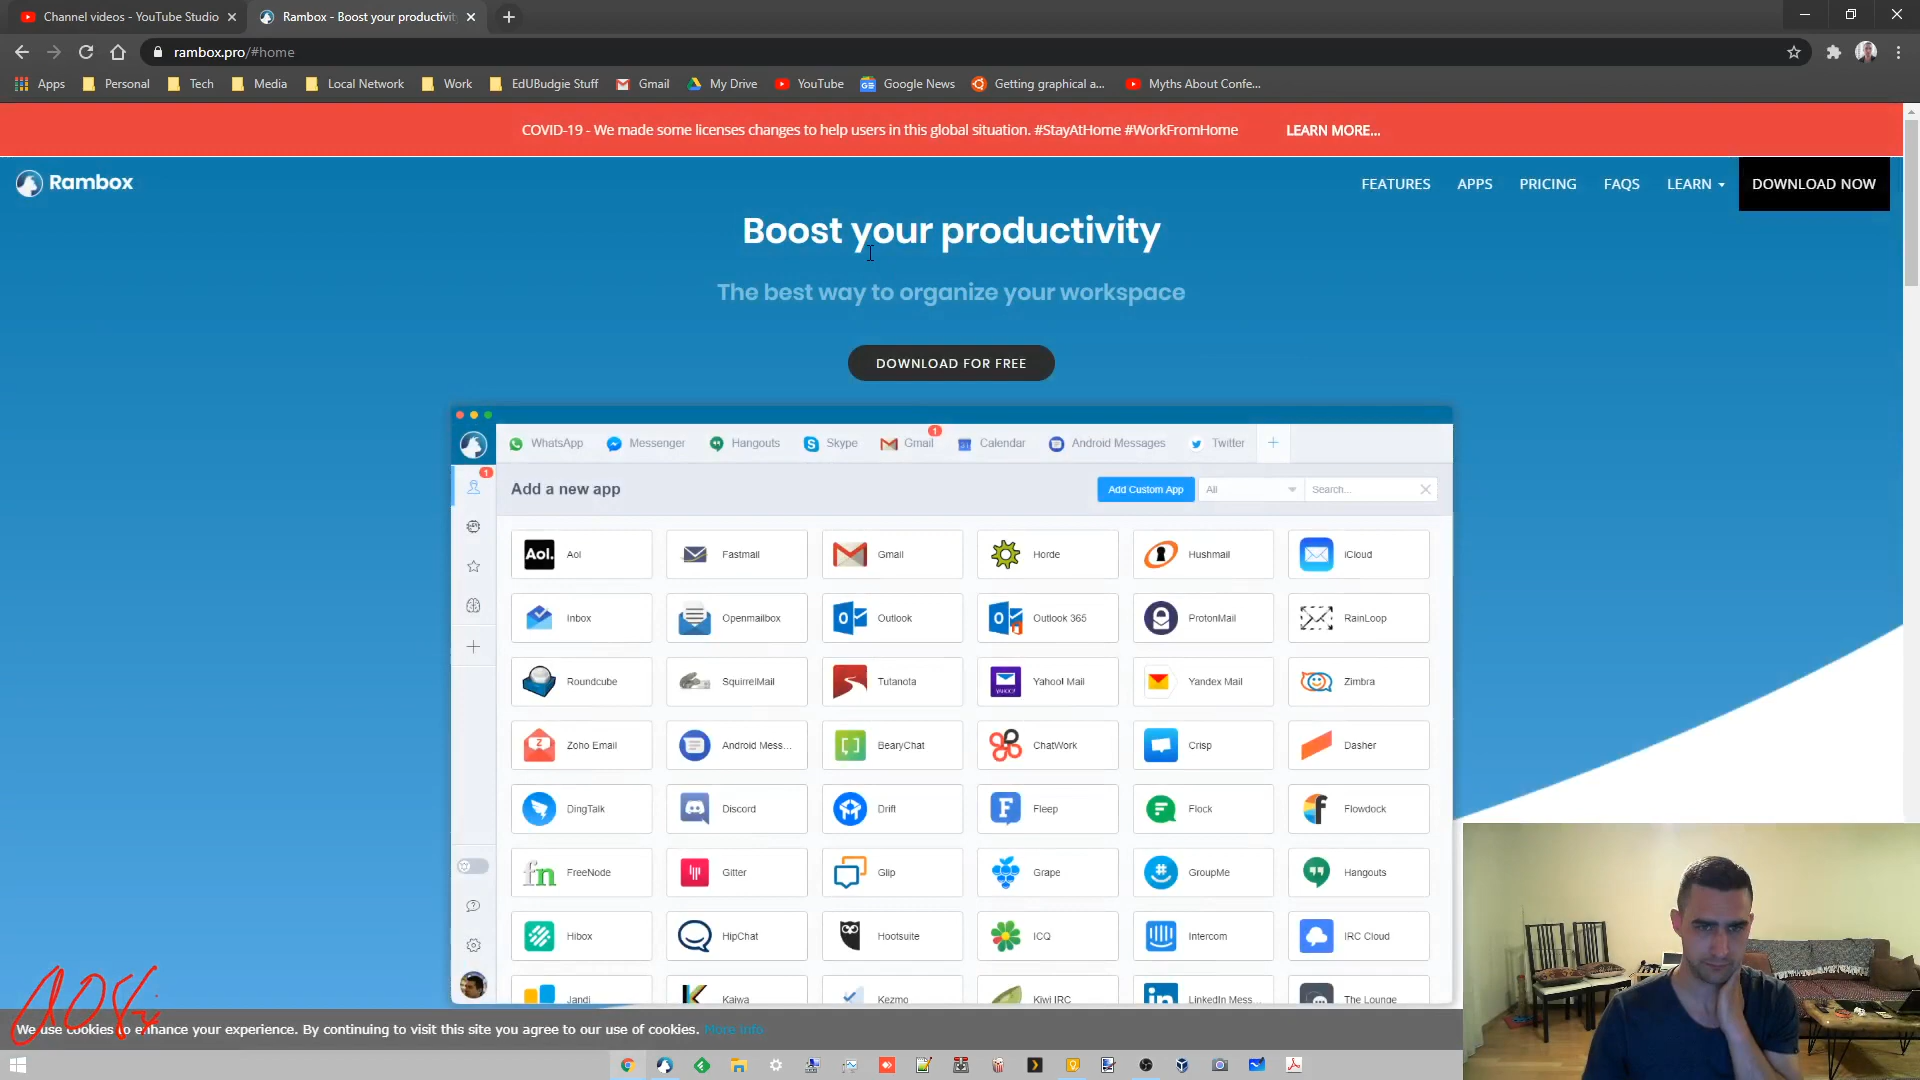 Channel videos - YouTube Studio
Rambox - Boost your productivity
rambox.pro/#home
Apps Personal Tech Media Local Network Work EdUBudgie Stuff Gmail My Drive YouTube Google News Getting graphical a... Myths About Confe...
COVID-19 - We made some licenses changes to help users in this global situation. #StayAtHome #WorkFromHome LEARN MORE...
Rambox
FEATURES APPS PRICING FAQS LEARN DOWNLOAD NOW
Boost your productivity
The best way to organize your workspace
DOWNLOAD FOR FREE
WhatsApp Messenger Hangouts Skype Gmail 1 Calendar Android Messages Twitter
1
Add a new app Add Custom App All Search...
Aol. Aol Fastmail Gmail Horde Hushmail iCloud
Inbox Openmailbox Outlook Outlook 365 ProtonMail RainLoop
Roundcube SquirrelMail Tutanota Yahoo! Mail Yandex Mail Zimbra
Zoho Email Android Mess... BearyChat ChatWork Crisp Dasher
DingTalk Discord Drift Fleep Flock Flowdock
fn FreeNode Gitter Glip Grape GroupMe Hangouts
Hibox HipChat Hootsuite ICQ Intercom IRC Cloud
Jandi Kaiwa Kezmo Kiwi IRC LinkedIn Mess... The Lounge
We use cookies to enhance your experience. By continuing to visit this site you agree to our use of cookies. More info